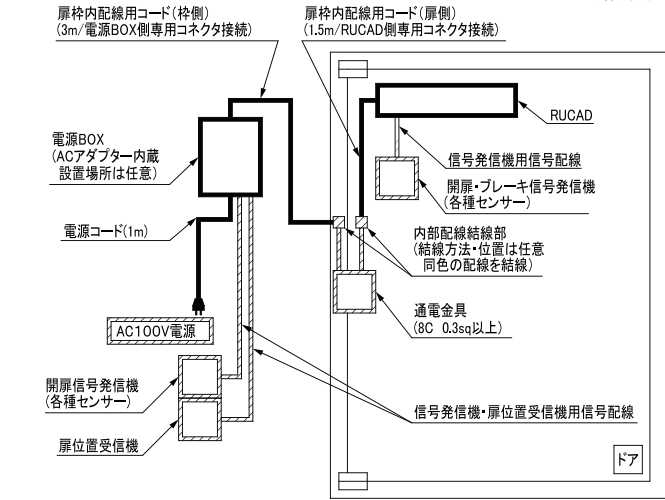 扉枠内配線用コード（枠側）
（3m/電源BOX側専用コネクタ接続）
扉枠内配線用コード（扉側）
（1.5m/RUCAD側専用コネクタ接続）
RUCAD
電源BOX
（ACアダプター内蔵
設置場所は任意）
信号発信機用信号配線
開扉・ブレーキ信号発信機
（各種センサー）
電源コード（1m）
内部配線結線部
（結線方法・位置は任意
同色の配線を結線）
通電金具
（8C 0.3sq以上）
AC100V電源
開扉信号発信機
（各種センサー）
信号発信機・扉位置受信機用信号配線
扉位置受信機
ドア